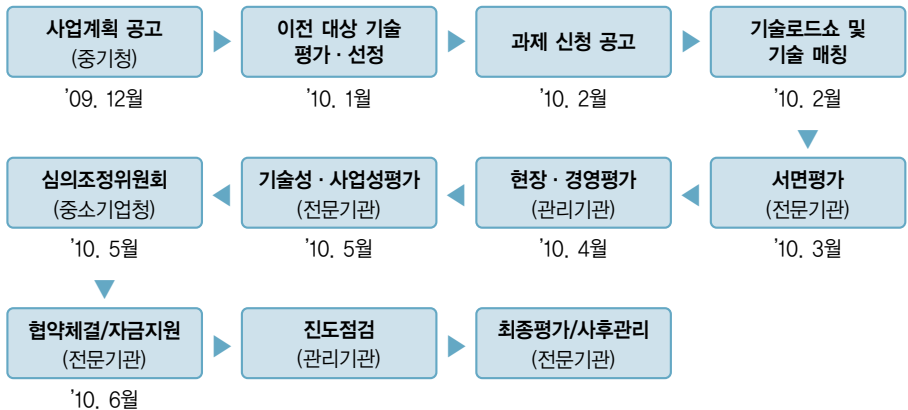 사업계획 공고
(중기청)
'09. 12월
이전 대상 기술
평가 · 선정
'10. 1월
과제 신청 공고
'10. 2월
기술로드쇼 및
기술 매칭
'10. 2월
서면평가
(전문기관)
'10. 3월
현장 · 경영평가
(관리기관)
'10. 4월
기술성 · 사업성평가
(전문기관)
'10. 5월
심의조정위원회
(중소기업청)
'10. 5월
협약체결/자금지원
(전문기관)
'10. 6월
진도점검
(관리기관)
최종평가/사후관리
(전문기관)